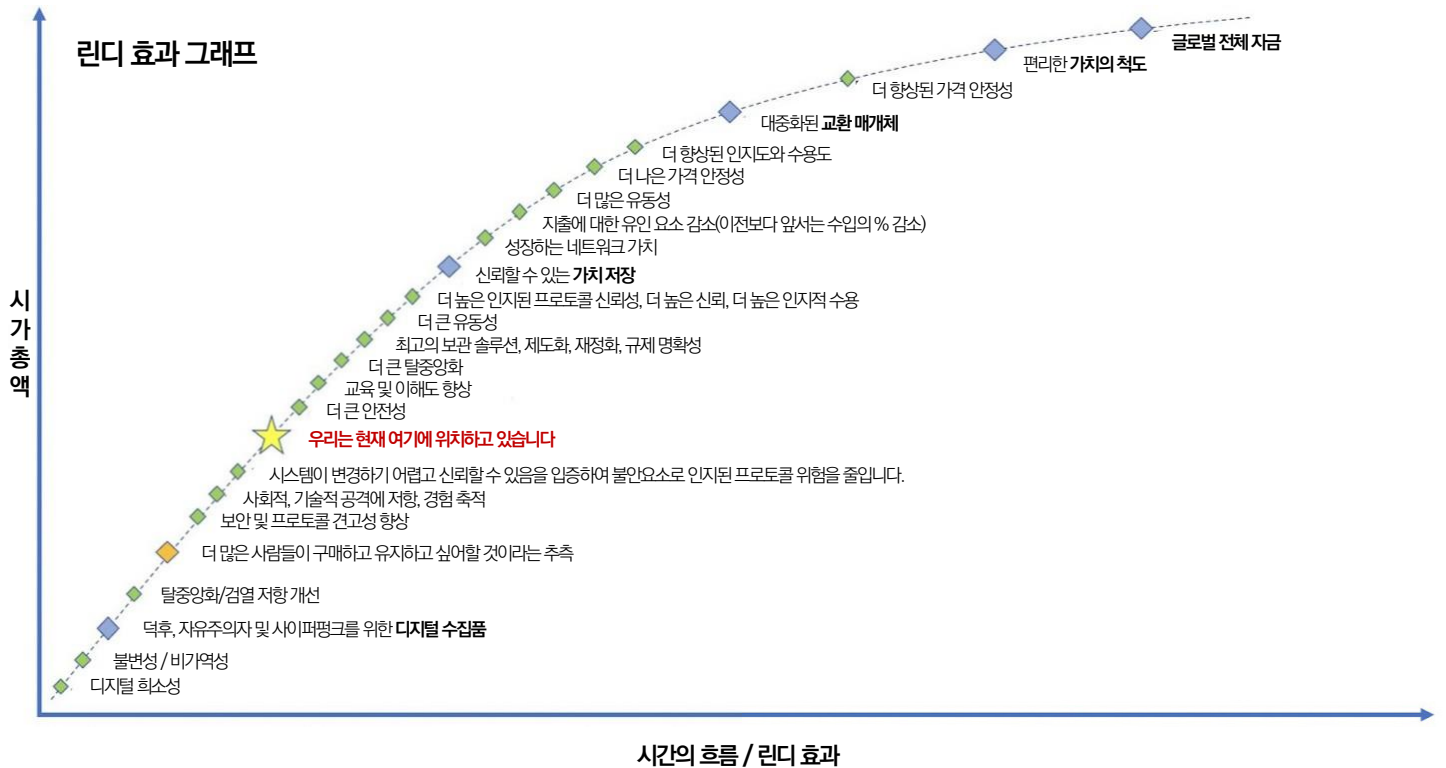 린디 효과 그래프
글로벌 전체 자금
편리한 가치의 척도
더 향상된 가격 안정성
대중화된 교환 매개체
더 향상된 인지도와 수용도
더 나은 가격 안정성
더 많은 유동성
지출에 대한 유인 요소 감소(이전보다 앞서는 수입의 % 감소)
성장하는 네트워크 가치
신뢰할 수 있는 가치 저장
더 높은 인지된 프로토콜 신뢰성, 더 높은 신뢰, 더 높은 인지적 수용
더 큰 유동성
최고의 보관 솔루션, 제도화, 재정화, 규제 명확성
더 큰 탈중앙화
교육 및 이해도 향상
더 큰 안전성
우리는 현재 여기에 위치하고 있습니다
시스템이 변경하기 어렵고 신뢰할 수 있음을 입증하여 불안요소로 인지된 프로토콜 위험을 줄입니다.
사회적, 기술적 공격에 저항, 경험 축적
보안 및 프로토콜 견고성 향상
더 많은 사람들이 구매하고 유지하고 싶어할 것이라는 추측
탈중앙화/검열 저항 개선
덕후, 자유주의자 및 사이퍼펑크를 위한 디지털 수집품
불변성 / 비가역성
디지털 희소성
시가총액
시간의 흐름 / 린디 효과